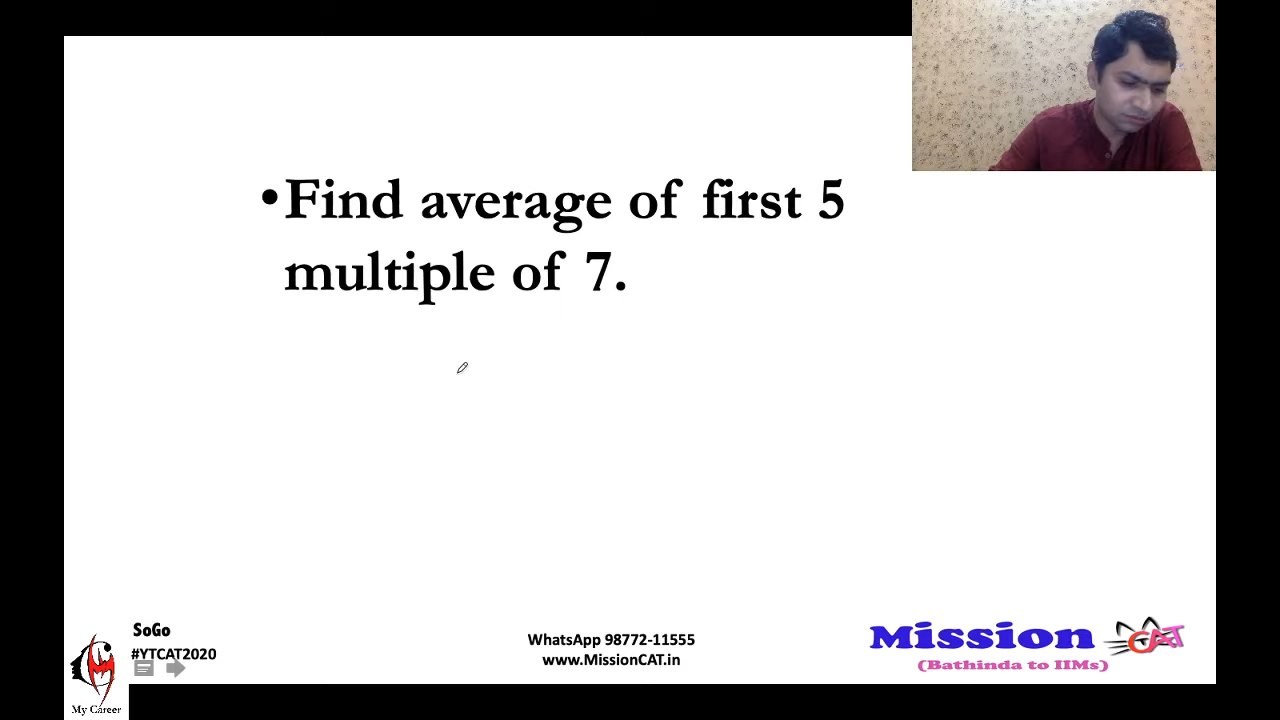 •Find average of first 5
multiple of 7.
SoGo
#YTCAT2020
WhatsApp 98772-11555
www.MissionCAT.in
Mission CAT
(Bathinda to IIMs)
My Career